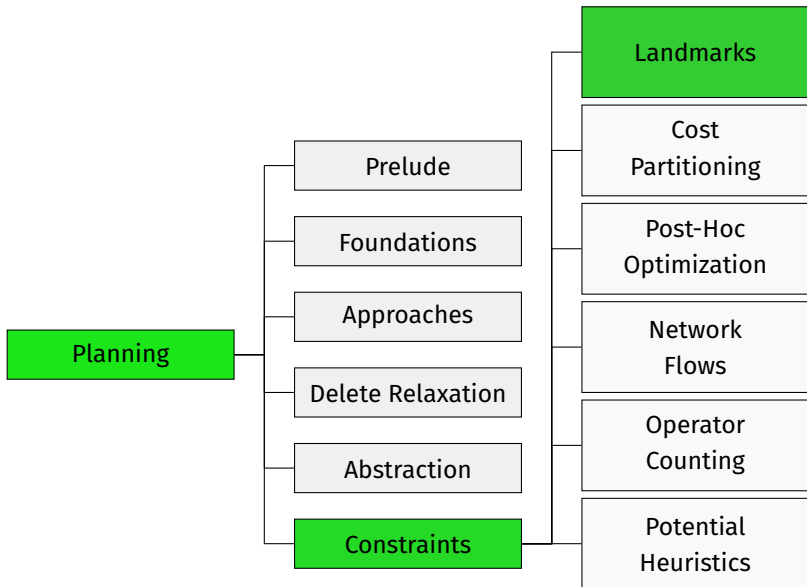 Planning
Prelude
Foundations
Approaches
Delete Relaxation
Abstraction
Constraints
Landmarks
Cost
Partitioning
Post-Hoc
Optimization
Network
Flows
Operator
Counting
Potential
Heuristics